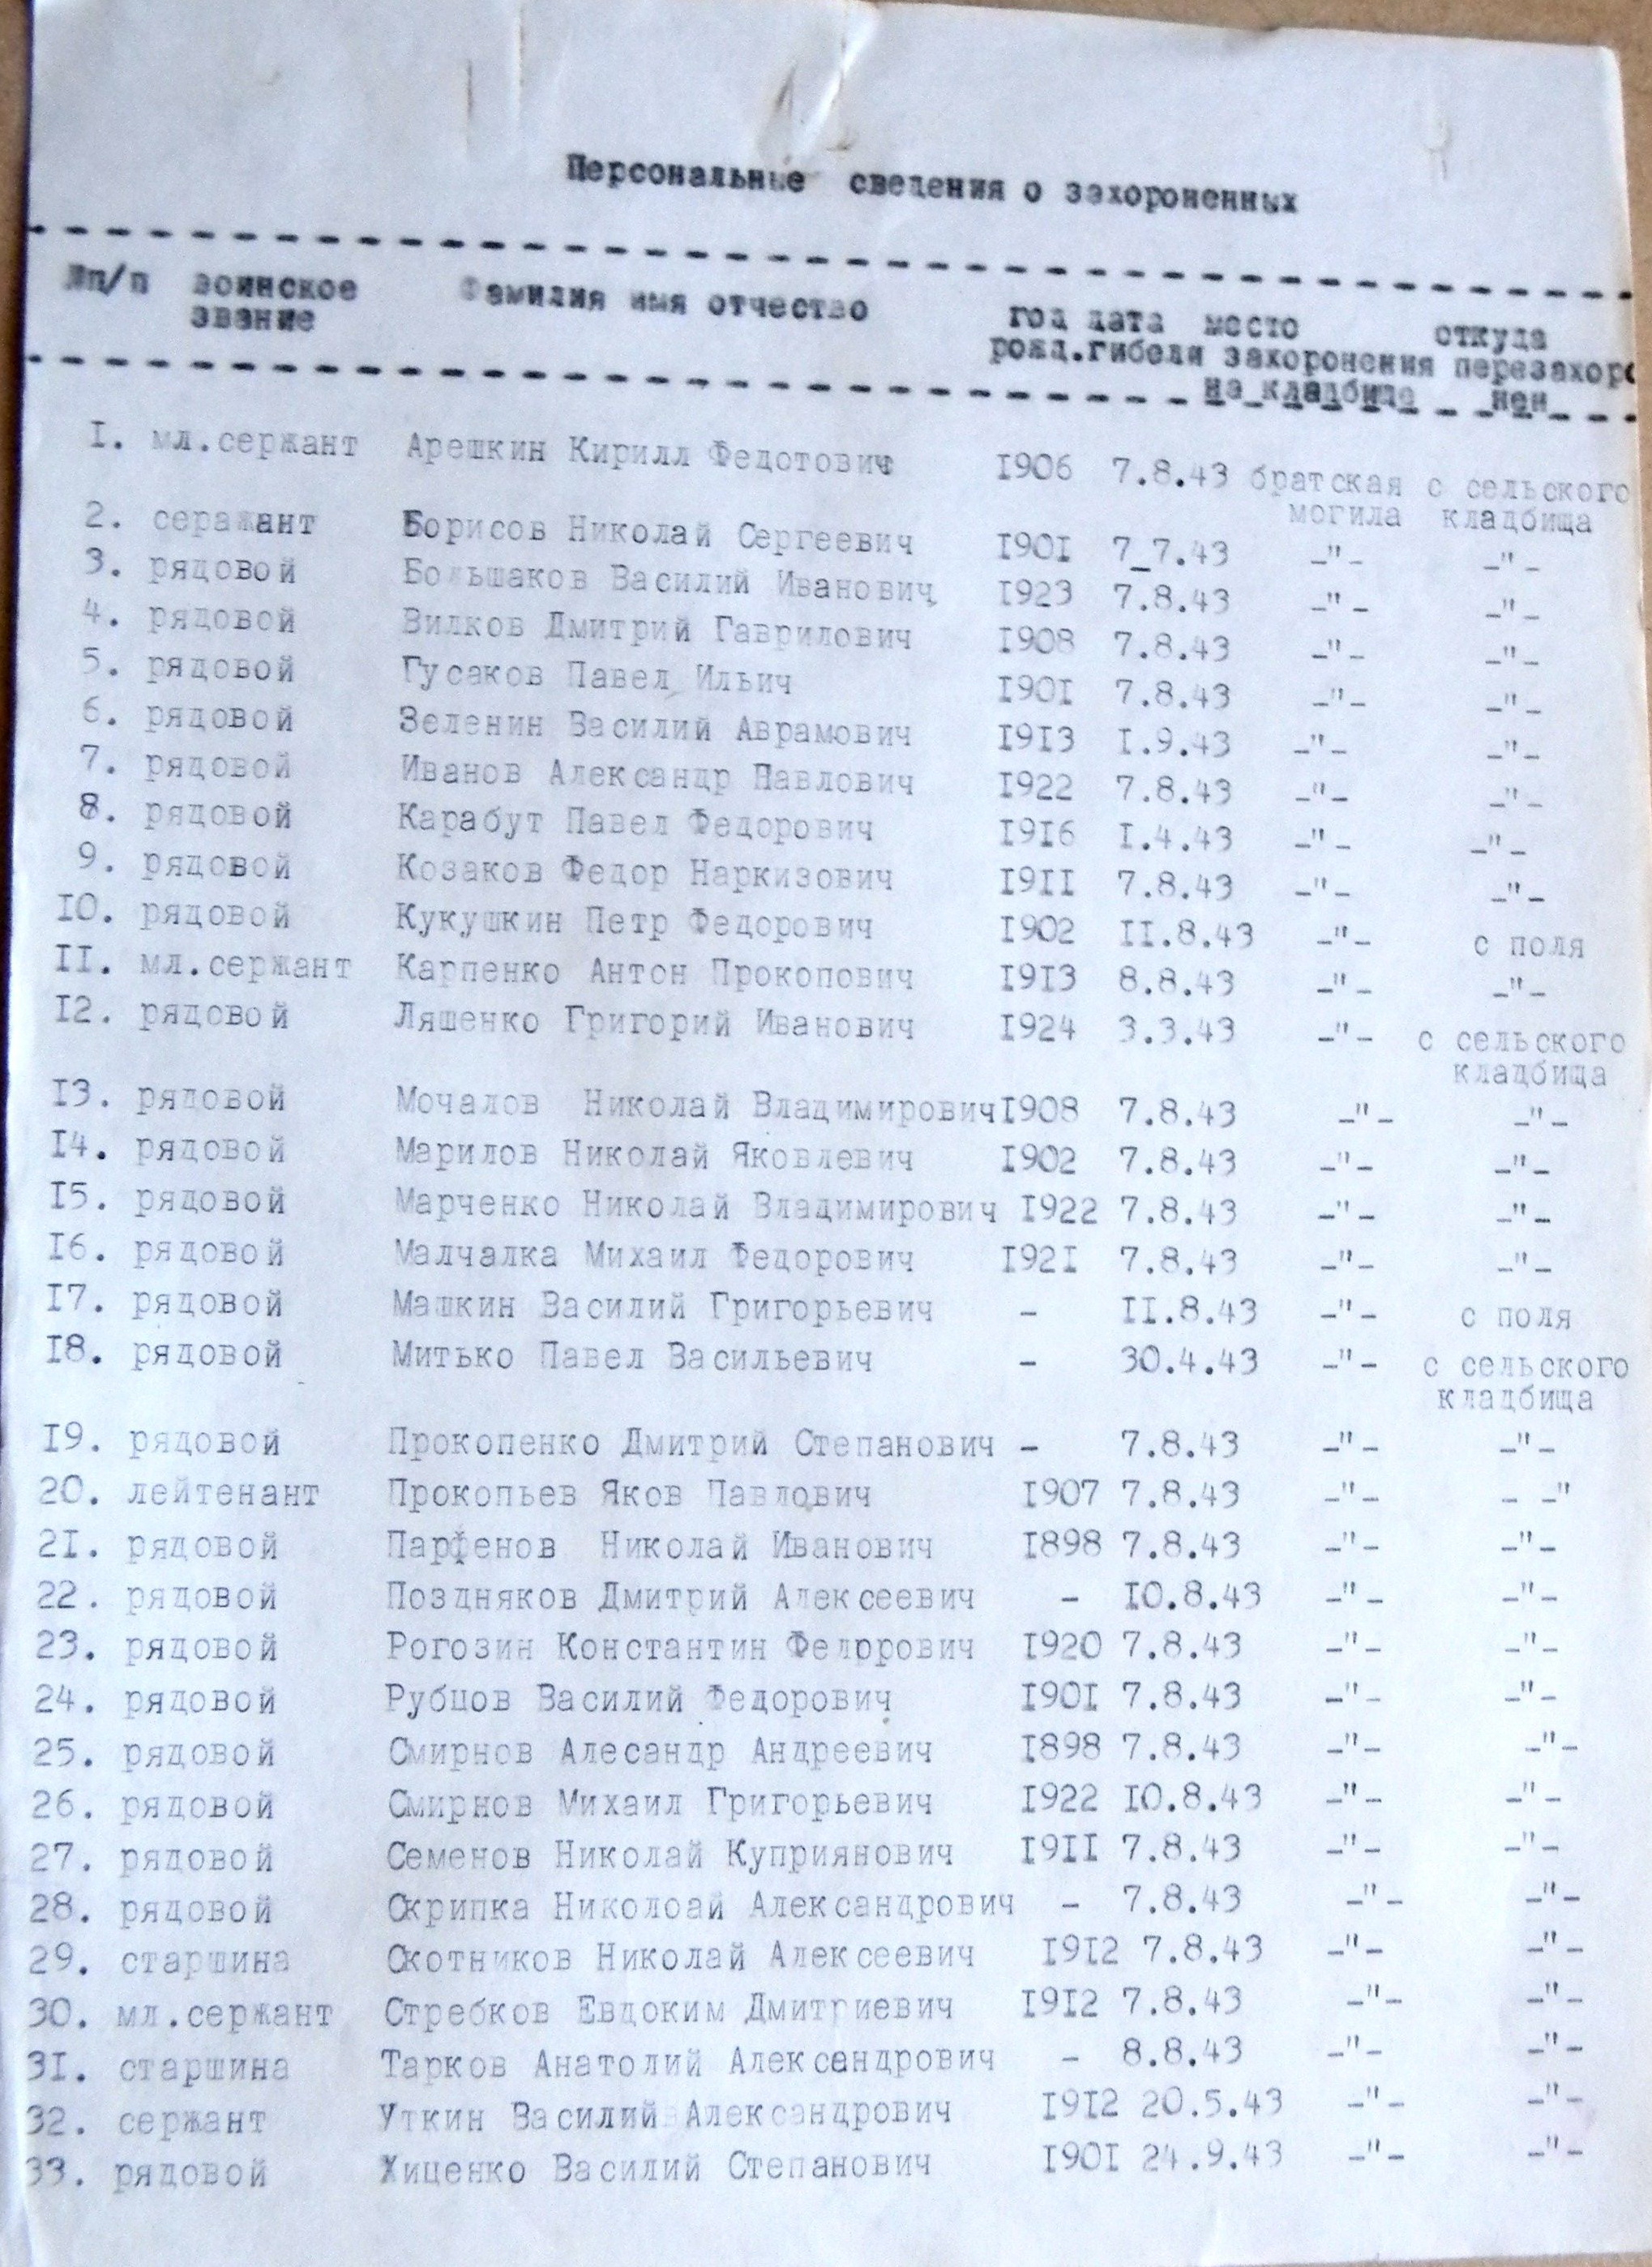 Персональные сведения о захороненных
№п/п воинское звание Фамилия имя отчество год рожд. дата гибели место захоронения на кладбище откуда перезахоро нен
I. мл.сержант Арешкин Кирилл Федотович I906 7.8.43 братская могила с сельского кладбища
2. серажант Борисов Николай Сергеевич I90I 7_7.43 -"- -"-
3. рядовой Большаков Василий Иванович I923 7.8.43 -"- -"-
4. рядовой Вилков Дмитрий Гаврилович I908 7.8.43 -"- -"-
5. рядовой Гусаков Павел Ильич I90I 7.8.43 -"- -"-
6. рядовой Зеленин Василий Аврамович I9I3 I.9.43 -"- -"-
7. рядовой Иванов Александр Павлович I922 7.8.43 -"- -"-
8. рядовой Карабут Павел Федорович I9I6 I.4.43 -"- -"-
9. рядовой Козаков Федор Наркизович I9II 7.8.43 -"- -"-
I0. рядовой Кукушкин Петр Федорович I902 II.8.43 -"- с поля
II. мл.сержант Карпенко Антон Прокопович I9I3 8.8.43 -"- -"-
I2. рядовой Ляшенко Григорий Иванович I924 3.3.43 -"- с сельского кладбища
I3. рядовой Мочалов Николай Владимирович I908 7.8.43 -"- -"-
I4. рядовой Марилов Николай Яковлевич I902 7.8.43 -"- -"-
I5. рядовой Марченко Николай Владимирович I922 7.8.43 -"- -"-
I6. рядовой Малчалка Михаил Федорович I92I 7.8.43 -"- -"-
I7. рядовой Машкин Василий Григорьевич - II.8.43 -"- с поля
I8. рядовой Митько Павел Васильевич - 30.4.43 -"- с сельского кладбища
I9. рядовой Прокопенко Дмитрий Степанович - 7.8.43 -"- -"-
20. лейтенант Прокопьев Яков Павлович I907 7.8.43 -"- - -"
2I. рядовой Парфенов Николай Иванович I898 7.8.43 -"- -"-
22. рядовой Поздняков Дмитрий Алексеевич - I0.8.43 -"- -"-
23. рядовой Рогозин Константин Федорович I920 7.8.43 -"- -"-
24. рядовой Рубцов Василий Федорович I90I 7.8.43 -"- -"-
25. рядовой Смирнов Алесандр Андреевич I898 7.8.43 -"- -"-
26. рядовой Смирнов Михаил Григорьевич I922 I0.8.43 -"- -"-
27. рядовой Семенов Николай Куприянович I9II 7.8.43 -"- -"-
28. рядовой Скрипка Николоай Александрович - 7.8.43 -"- -"-
29. старшина Скотников Николай Алексеевич I9I2 7.8.43 -"- -"-
30. мл.сержант Стребков Евдоким Дмитриевич I9I2 7.8.43 -"- -"-
3I. старшина Тарков Анатолий Александрович - 8.8.43 -"- -"-
32. сержант Уткин Василий Александрович I9I2 20.5.43 -"- -"-
33. рядовой Хиценко Василий Степанович I90I 24.9.43 -"- -"-